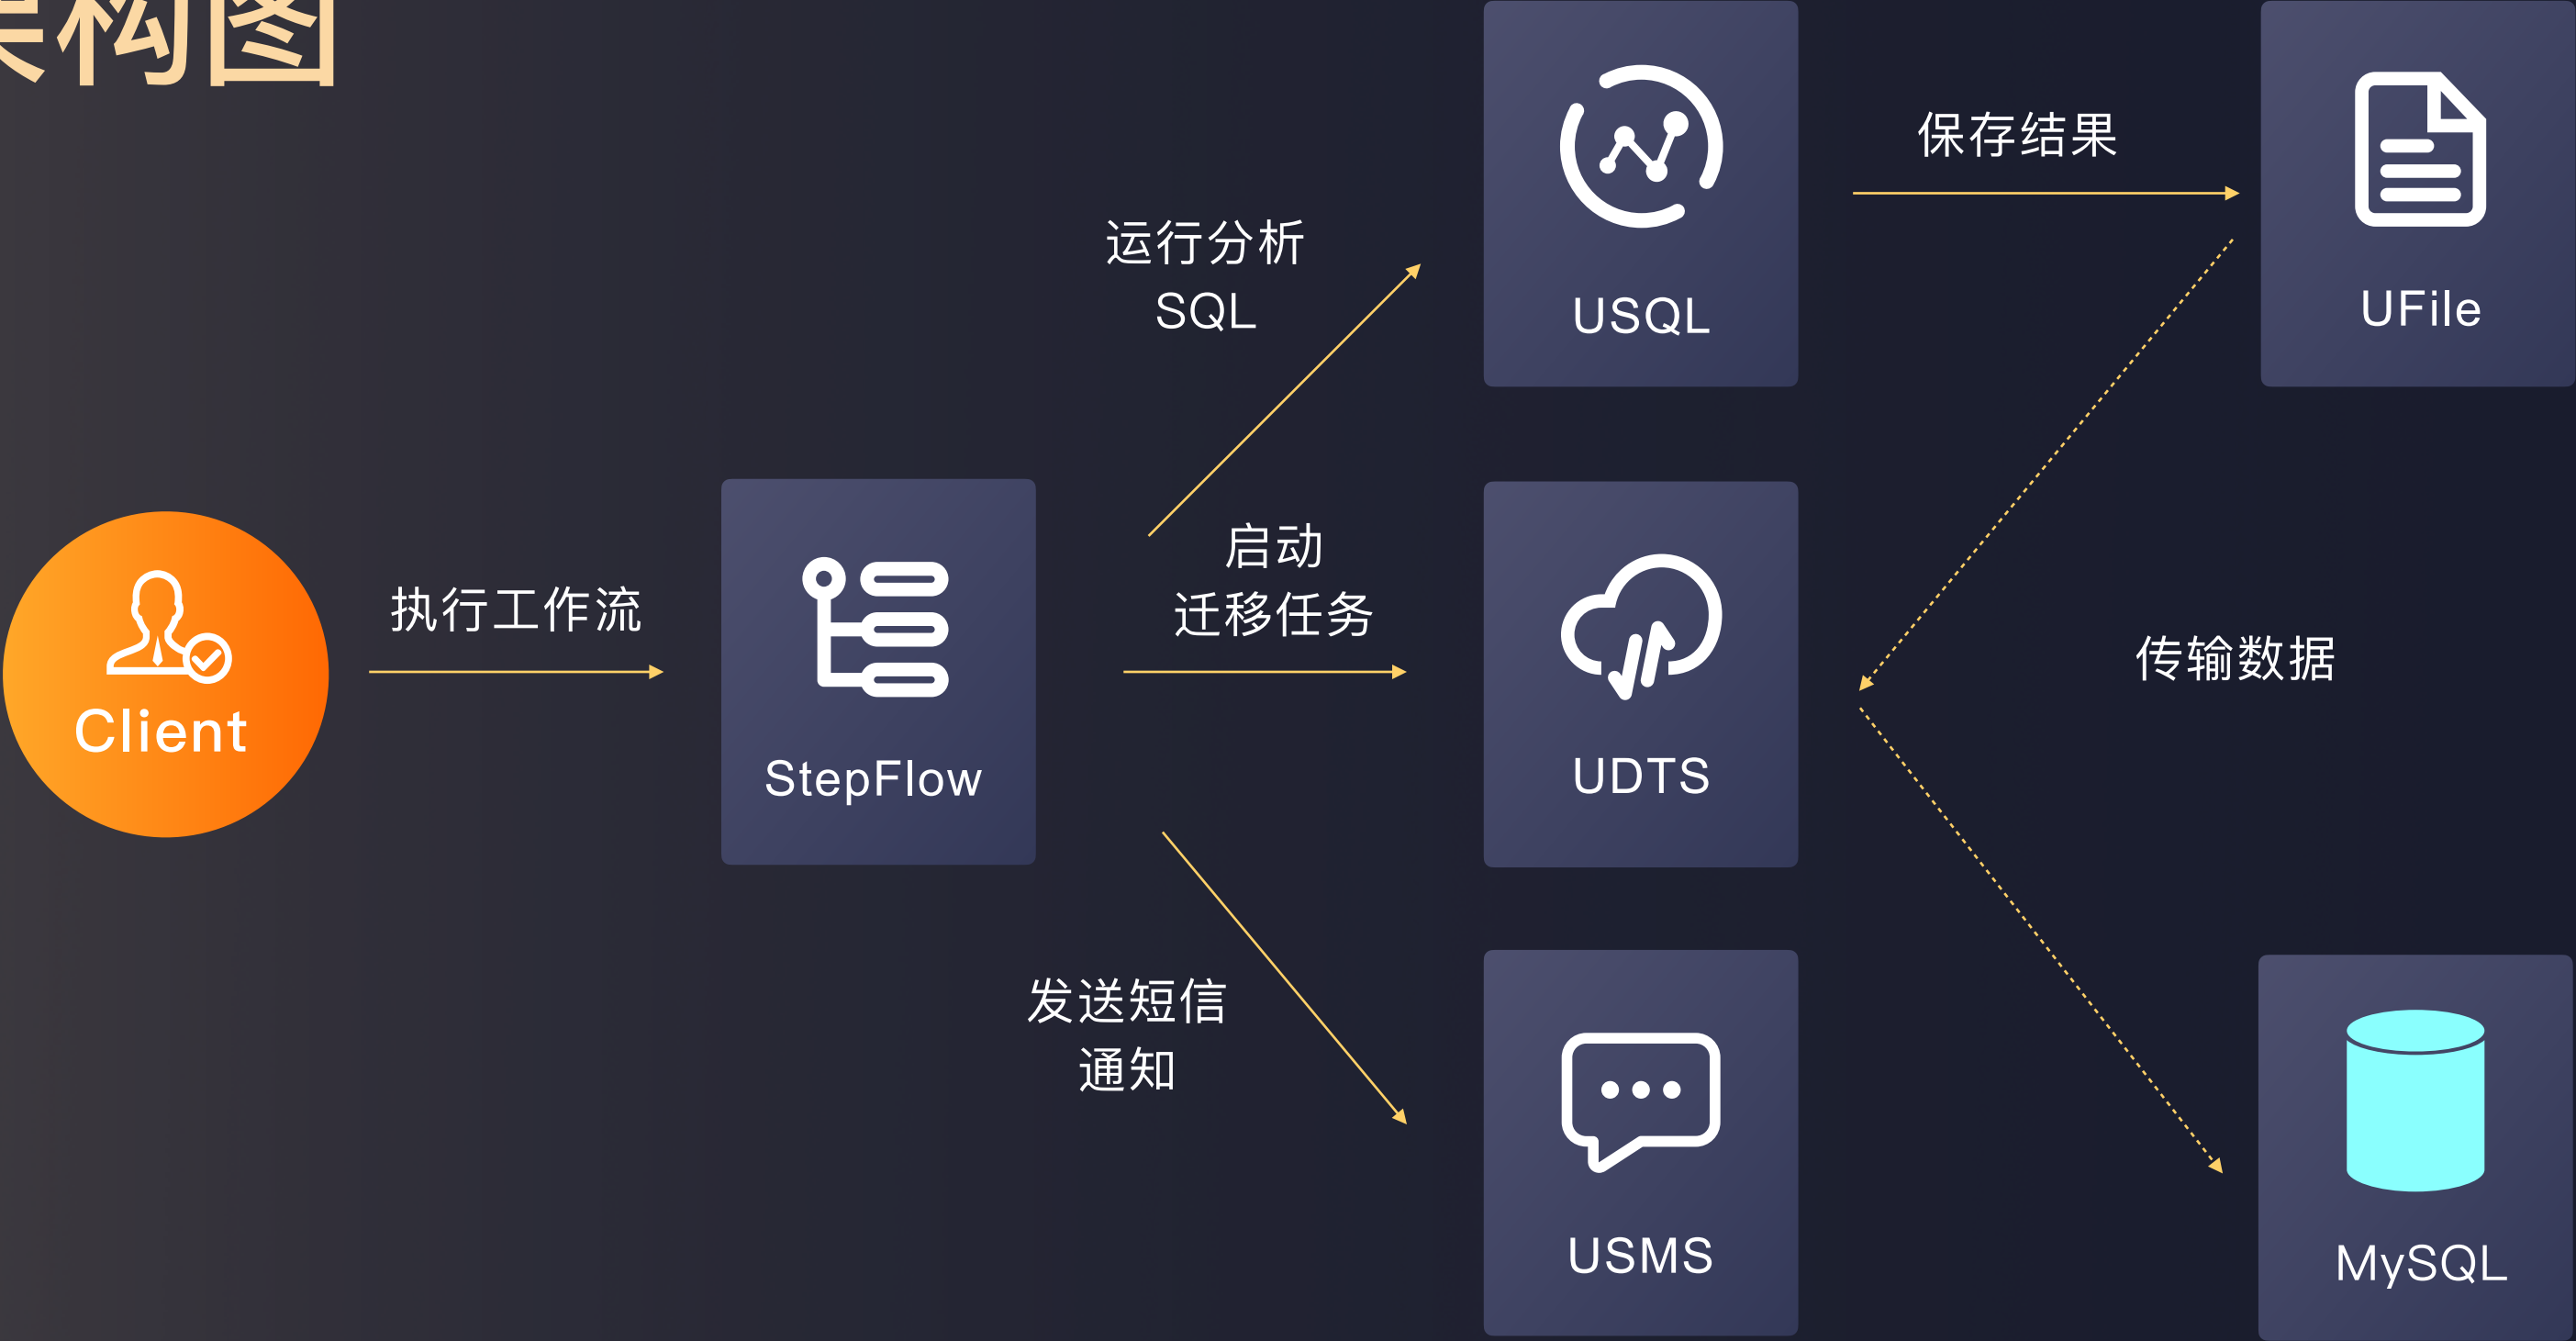 架构图
保存结果
运行分析
SQL
USQL
UFile
启动
迁移任务
执行工作流
传输数据
Client
StepFlow
UDTS
发送短信
通知
USMS
MySQL